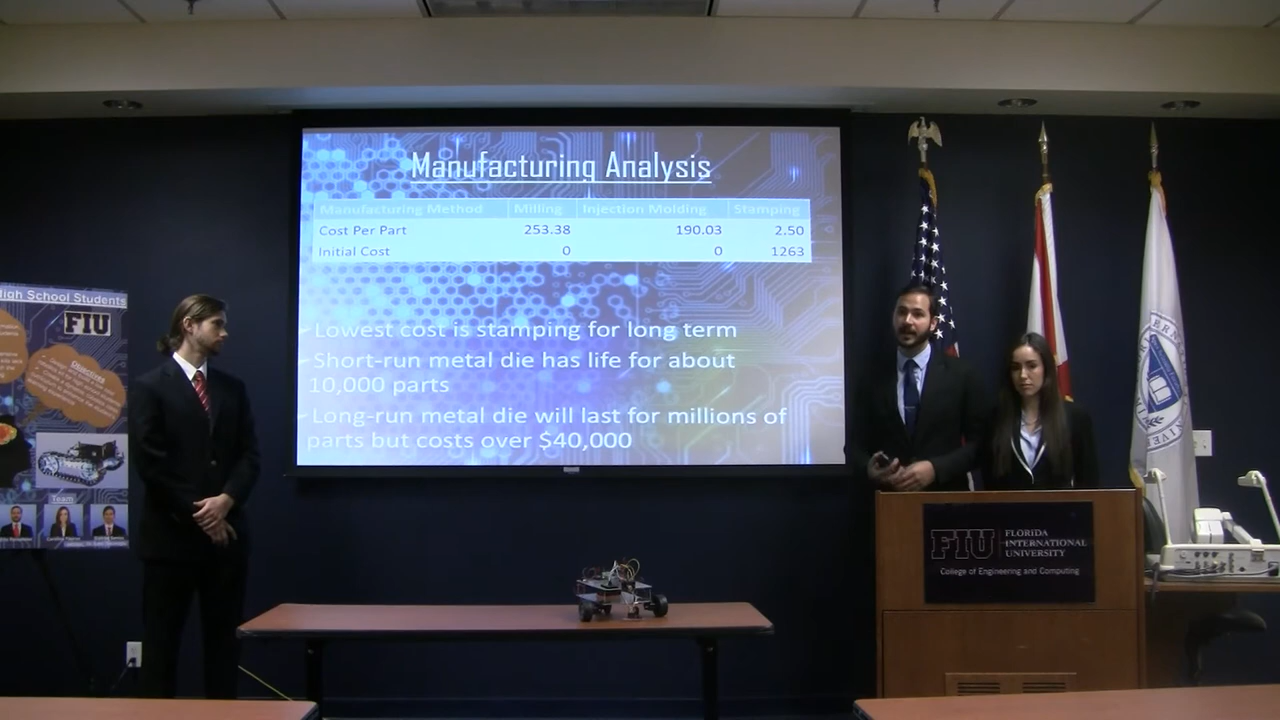 Manufacturing Analysis
Manufacturing Method Milling Injection Molding Stamping
Cost Per Part 253.38 190.03 2.50
Initial Cost 0 0 1263
Lowest cost is stamping for long term
Short-run metal die has life for about
10,000 parts
Long-run metal die will last for millions of
parts but costs over $40,000
High School Students
FIU
Objectives
Team
FIU FLORIDA
INTERNATIONAL
UNIVERSITY
College of Engineering and Computing